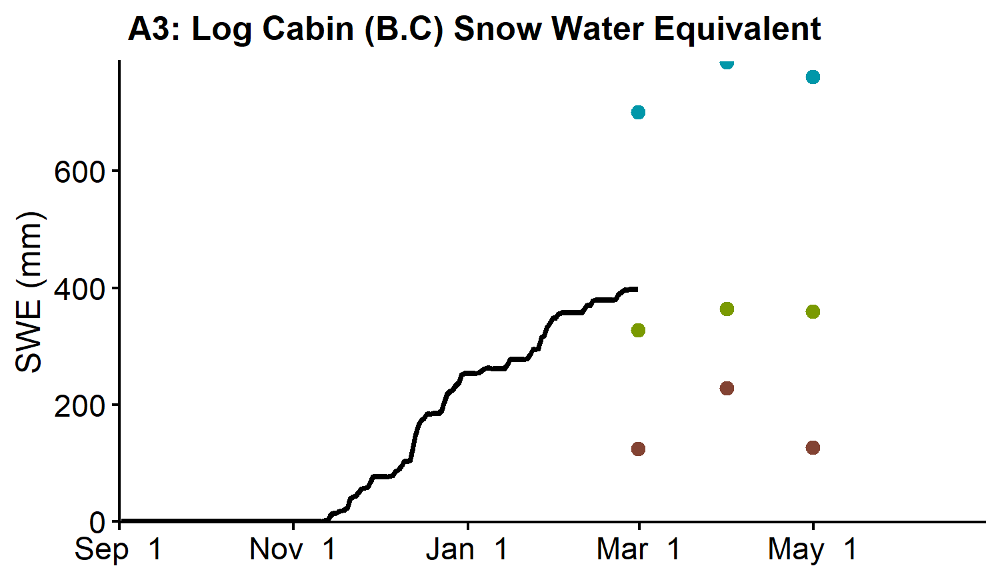 A3: Log Cabin (B.C) Snow Water Equivalent
SWE (mm)
600
400
200
0
Sep 1
Nov 1
Jan 1
Mar 1
May 1